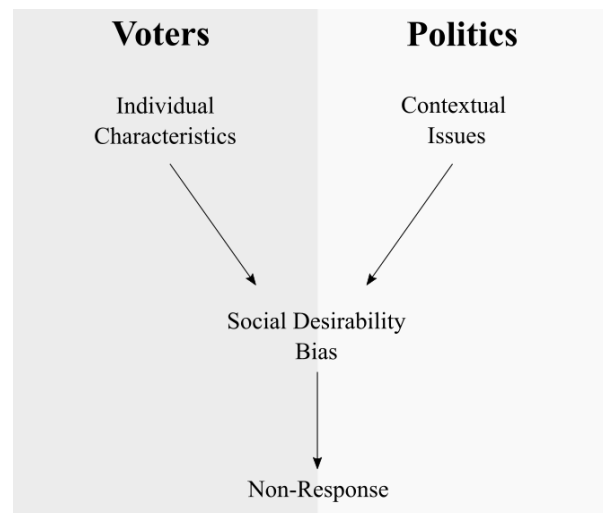 Voters
Politics
Individual
Characteristics
Contextual
Issues
Social Desirability
Bias
Non-Response